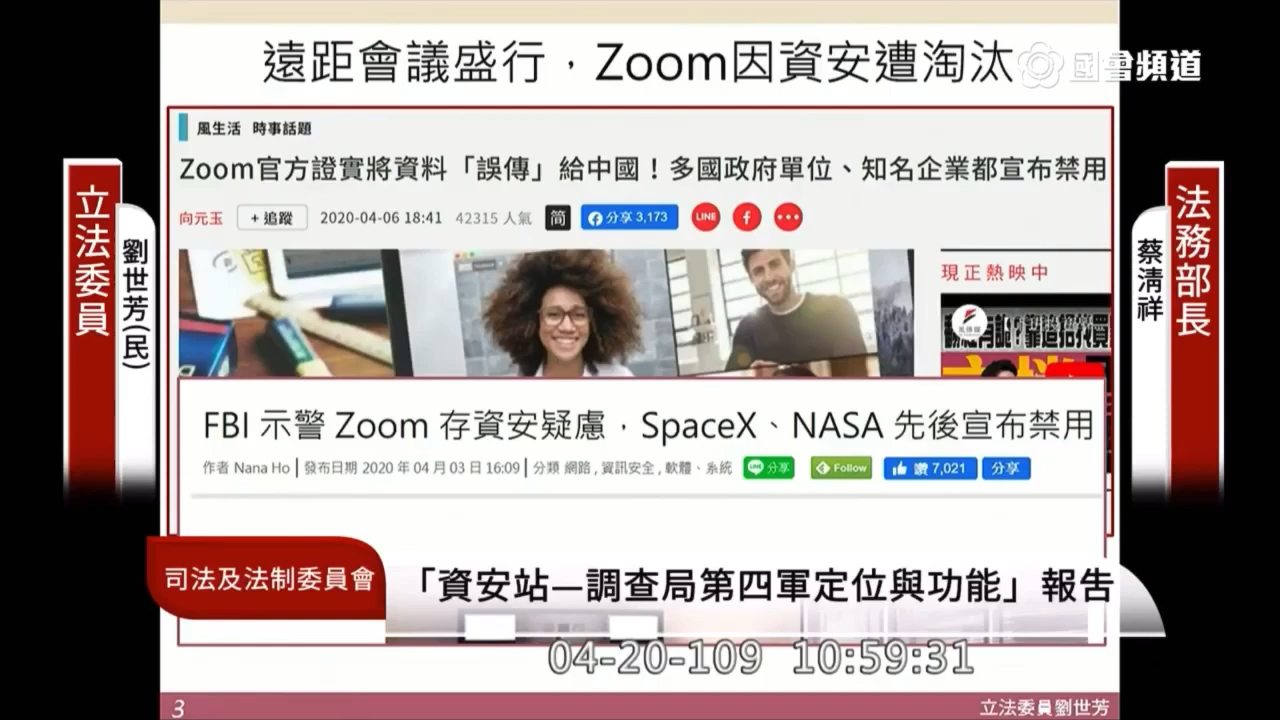 遠距會議盛行，Zoom因資安遭淘汰
國會頻道
風生活 時事話題
Zoom官方證實將資料「誤傳」給中國！多國政府單位、知名企業都宣布禁用
向元玉 + 追蹤 2020-04-06 18:41 42315 人氣 简 分享 3,173 LINE
現正熱映中
立法委員
劉世芳(民)
法務部長
蔡清祥
FBI 示警 Zoom 存資安疑慮，SpaceX、NASA 先後宣布禁用
作者 Nana Ho 發布日期 2020 年 04 月 03 日 16:09 分類 網路 , 資訊安全 , 軟體、系統 分享 Follow 讚 7,021 分享
司法及法制委員會
「資安站—調查局第四軍定位與功能」報告
04-20-109 10:59:31
3
立法委員劉世芳